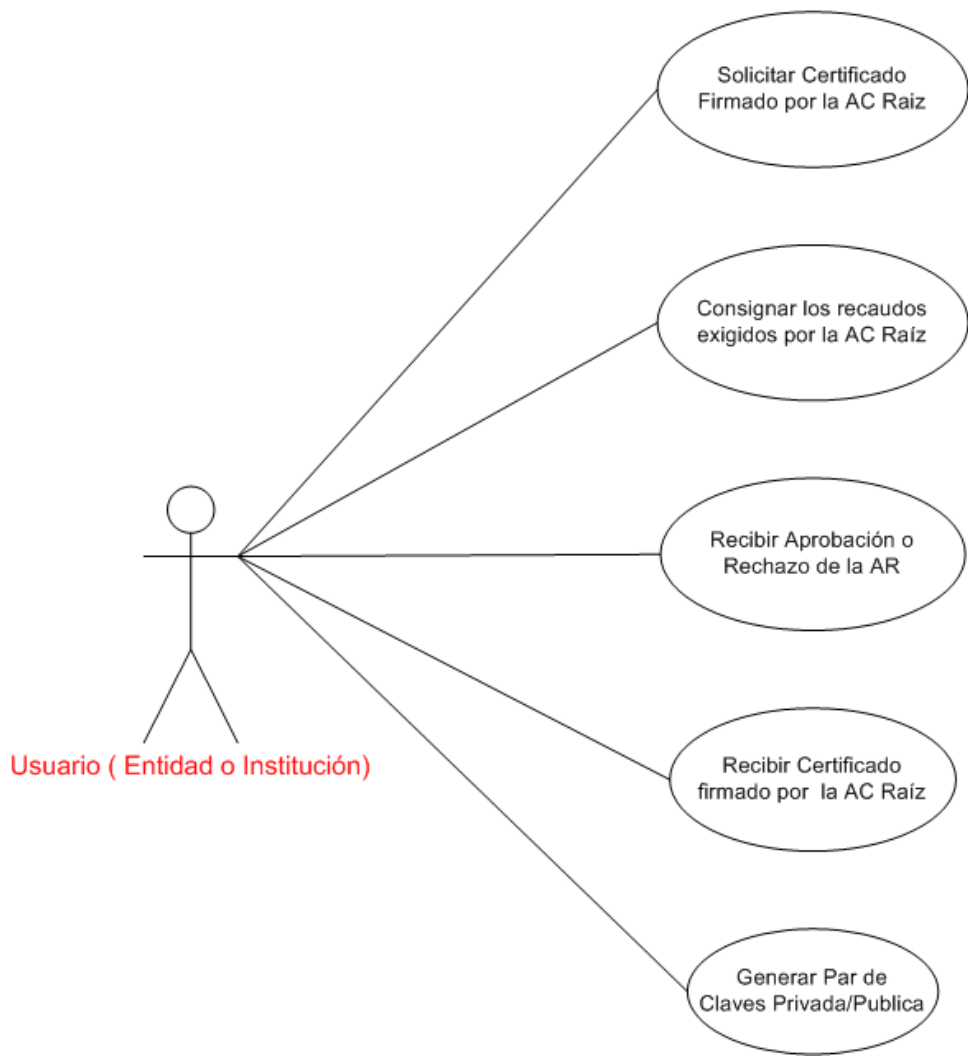 Solicitar Certificado
Firmado por la AC Raiz
Consignar los recaudos
exigidos por la AC Raíz
Recibir Aprobación o
Rechazo de la AR
Usuario ( Entidad o Institución)
Recibir Certificado
firmado por la AC Raíz
Generar Par de
Claves Privada/Publica